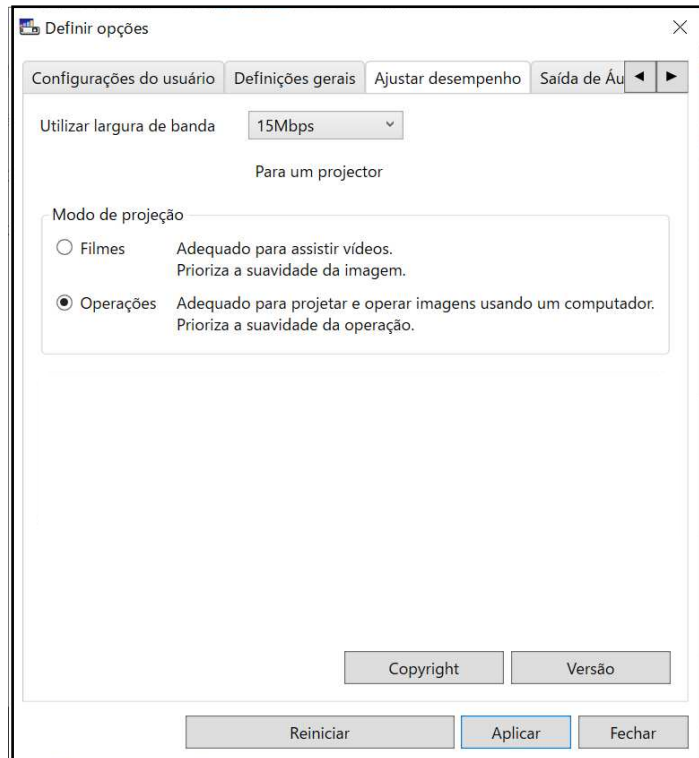 Definir opções
Configurações do usuário Definições gerais Ajustar desempenho Saída de Áu
Utilizar largura de banda 15Mbps
Para um projector
Modo de projeção
Filmes Adequado para assistir vídeos.
Prioriza a suavidade da imagem.
Operações Adequado para projetar e operar imagens usando um computador.
Prioriza a suavidade da operação.
Copyright Versão
Reiniciar Aplicar Fechar